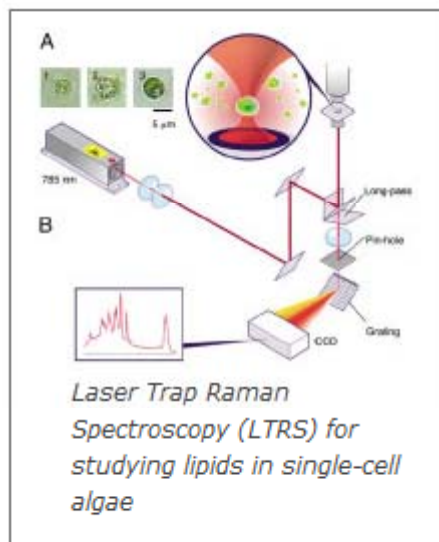 A
1 2 3
5 μm
785 nm
Long-pass
B
Pin-hole
Grating
CCD
Laser Trap Raman
Spectroscopy (LTRS) for
studying lipids in single-cell
algae